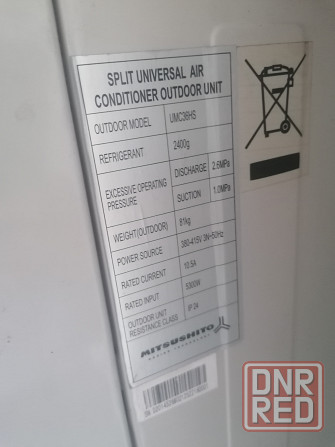 SPLIT UNIVERSAL AIR
CONDITIONER OUTDOOR UNIT
OUTDOOR MODEL UMC36HS
REFRIGERANT 2400g
EXCESSIVE OPERATING PRESSURE DISCHARGE 2.6MPa
SUCTION 1.0MPa
WEIGHT(OUTDOOR) 91kg
POWER SOURCE 380-415V 3N~50Hz
RATED CURRENT 10.5A
RATED INPUT 5300W
OUTDOOR UNIT RESISTANCE CLASS IP 24
MITSUSHITO
DNR
RED